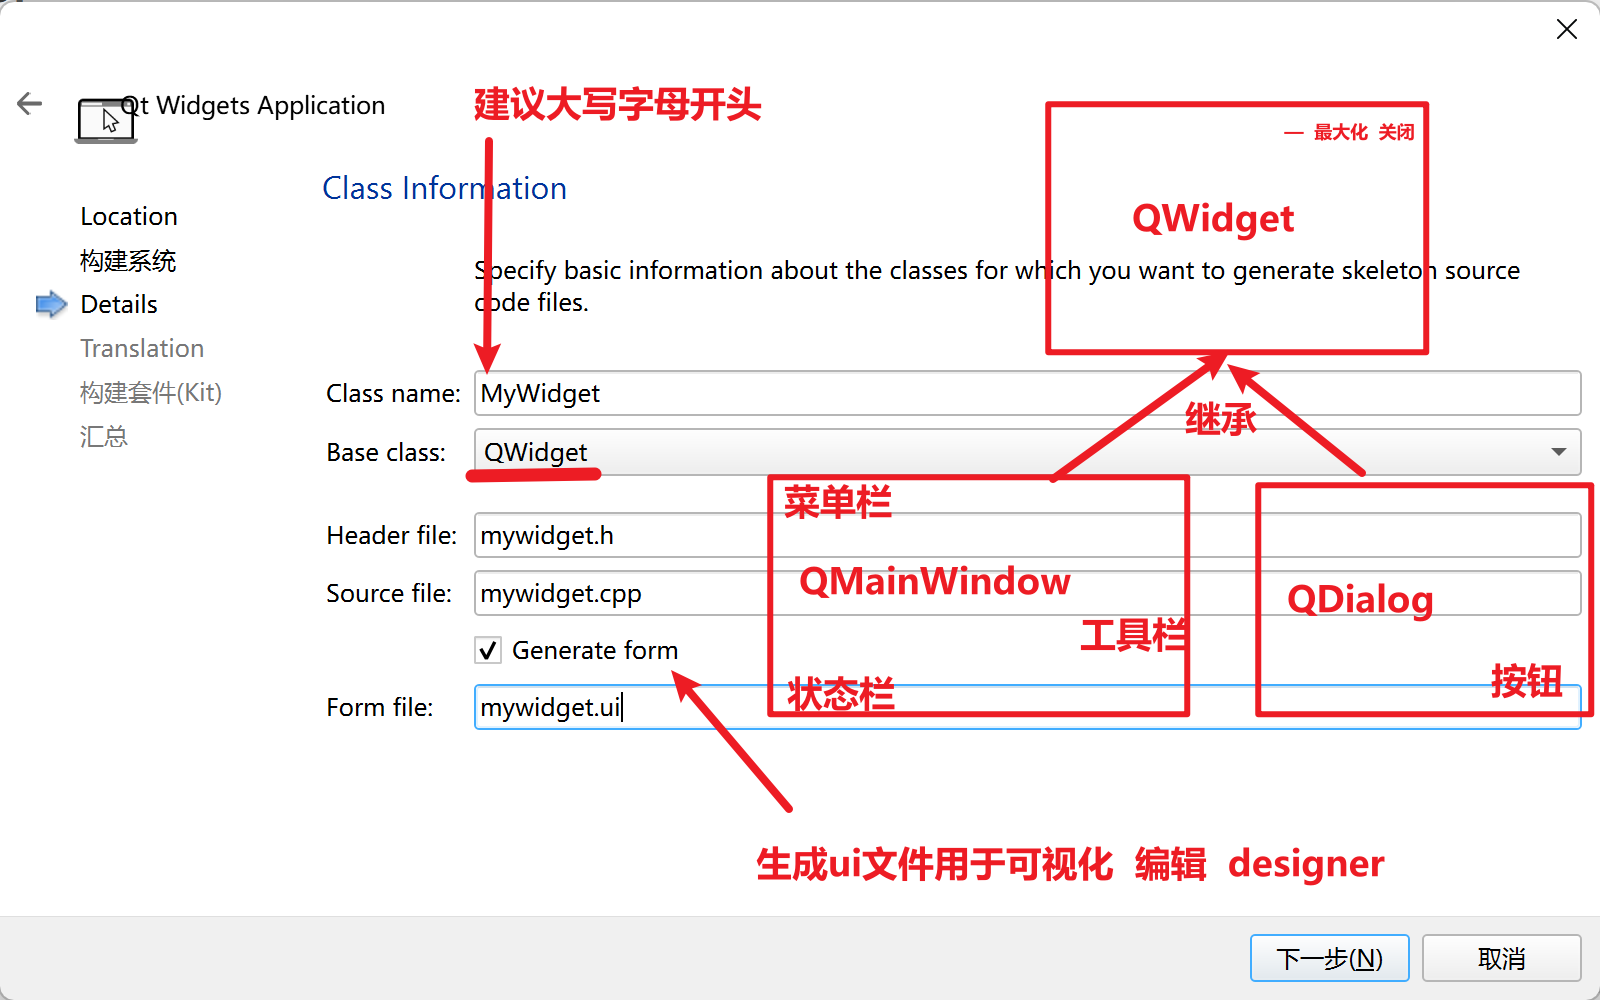 Qt Widgets Application
建议大写字母开头
— 最大化 关闭
Class Information
QWidget
Location
构建系统
Details
Translation
构建套件(Kit)
汇总
Specify basic information about the classes for which you want to generate skeleton source
code files.
Class name:
MyWidget
继承
Base class:
QWidget
菜单栏
Header file:
mywidget.h
QMainWindow
QDialog
Source file:
mywidget.cpp
工具栏
Generate form
按钮
状态栏
Form file:
mywidget.ui
生成ui文件用于可视化 编辑 designer
下一步(N)
取消